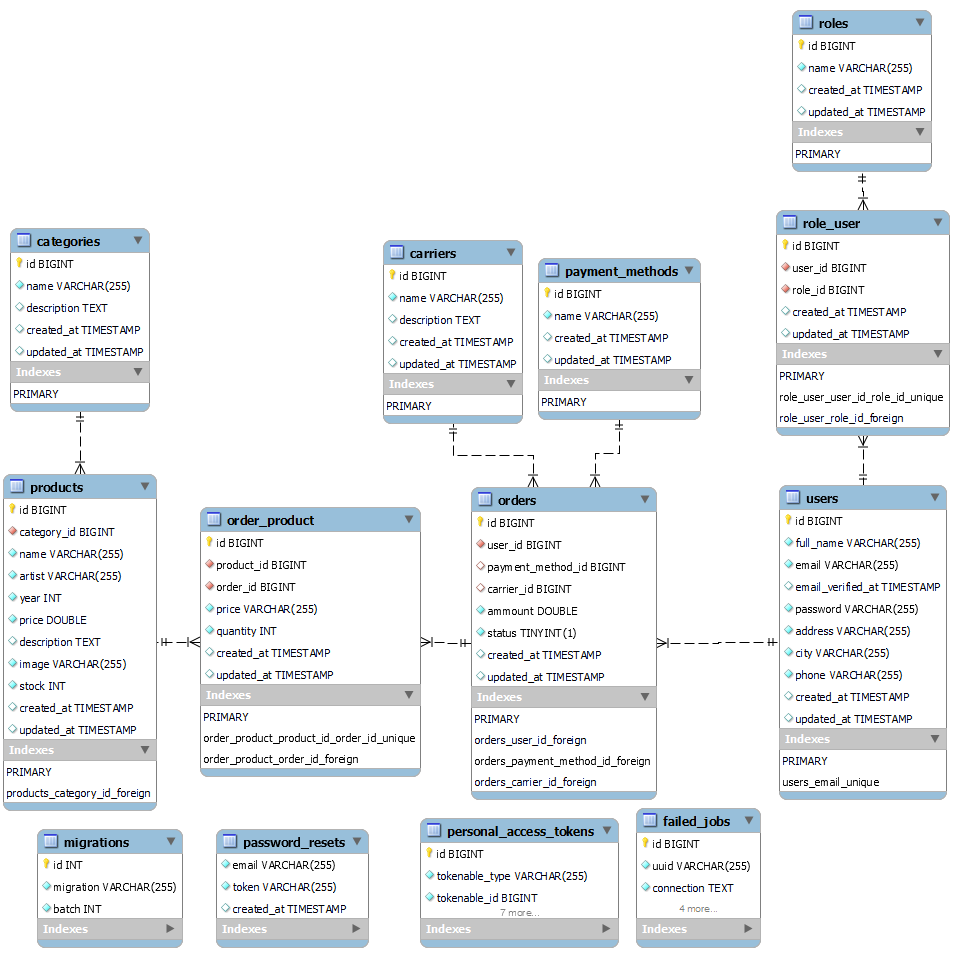 roles
id BIGINT
name VARCHAR(255)
created_at TIMESTAMP
updated_at TIMESTAMP
Indexes
PRIMARY
role_user
id BIGINT
user_id BIGINT
role_id BIGINT
created_at TIMESTAMP
updated_at TIMESTAMP
Indexes
PRIMARY
role_user_user_id_role_id_unique
role_user_role_id_foreign
categories
id BIGINT
name VARCHAR(255)
description TEXT
created_at TIMESTAMP
updated_at TIMESTAMP
Indexes
PRIMARY
carriers
id BIGINT
name VARCHAR(255)
description TEXT
created_at TIMESTAMP
updated_at TIMESTAMP
Indexes
PRIMARY
payment_methods
id BIGINT
name VARCHAR(255)
created_at TIMESTAMP
updated_at TIMESTAMP
Indexes
PRIMARY
products
id BIGINT
category_id BIGINT
name VARCHAR(255)
artist VARCHAR(255)
year INT
price DOUBLE
description TEXT
image VARCHAR(255)
stock INT
created_at TIMESTAMP
updated_at TIMESTAMP
Indexes
PRIMARY
products_category_id_foreign
order_product
id BIGINT
product_id BIGINT
order_id BIGINT
price VARCHAR(255)
quantity INT
created_at TIMESTAMP
updated_at TIMESTAMP
Indexes
PRIMARY
order_product_product_id_order_id_unique
order_product_order_id_foreign
orders
id BIGINT
user_id BIGINT
payment_method_id BIGINT
carrier_id BIGINT
ammount DOUBLE
status TINYINT(1)
created_at TIMESTAMP
updated_at TIMESTAMP
Indexes
PRIMARY
orders_user_id_foreign
orders_payment_method_id_foreign
orders_carrier_id_foreign
users
id BIGINT
full_name VARCHAR(255)
email VARCHAR(255)
email_verified_at TIMESTAMP
password VARCHAR(255)
address VARCHAR(255)
city VARCHAR(255)
phone VARCHAR(255)
created_at TIMESTAMP
updated_at TIMESTAMP
Indexes
PRIMARY
users_email_unique
migrations
id INT
migration VARCHAR(255)
batch INT
Indexes
password_resets
email VARCHAR(255)
token VARCHAR(255)
created_at TIMESTAMP
Indexes
personal_access_tokens
id BIGINT
tokenable_type VARCHAR(255)
tokenable_id BIGINT
7 more...
Indexes
failed_jobs
id BIGINT
uuid VARCHAR(255)
connection TEXT
4 more...
Indexes